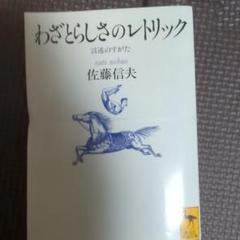 わざとらしさのレトリック
言述のすがた
佐藤信夫
sato nobuo